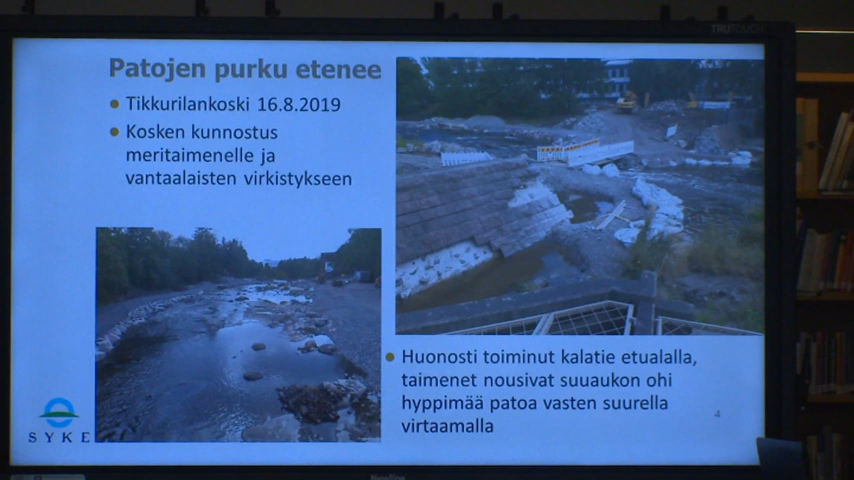 TRUTOUCH
Patojen purku etenee
Tikkurilankoski 16.8.2019
Kosken kunnostus
meritaimenelle ja
vantaalaisten virkistykseen
Huonosti toiminut kalatie etualalla,
taimenet nousivat suuaukon ohi
hyppimää patoa vasten suurella
virtaamalla
4
SYKE